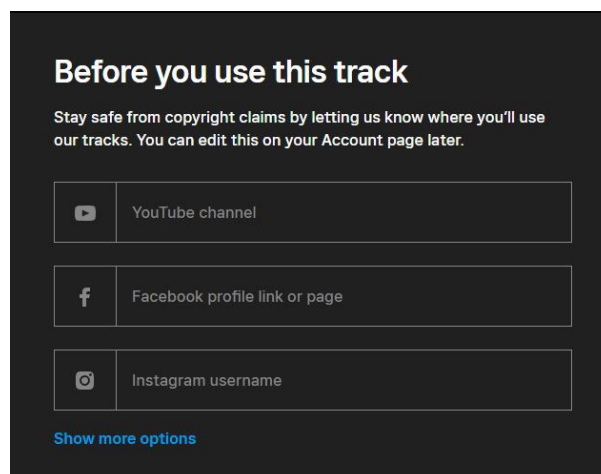 Before you use this track
Stay safe from copyright claims by letting us know where you’ll use
our tracks. You can edit this on your Account page later.
YouTube channel
Facebook profile link or page
Instagram username
Show more options